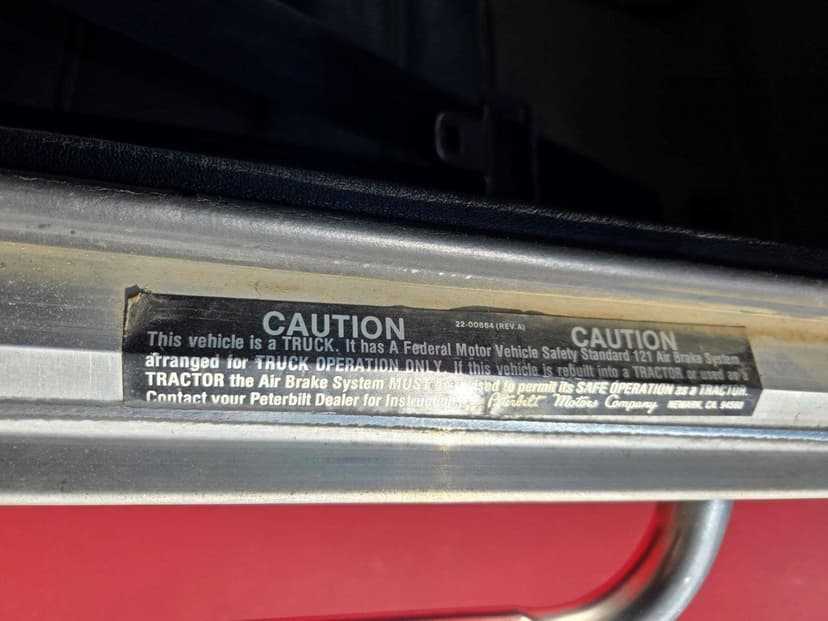 CAUTION 22-00864 (REV. A) CAUTION
This vehicle is a TRUCK. It has A Federal Motor Vehicle Safety Standard 121 Air Brake System
arranged for TRUCK OPERATION ONLY. If this vehicle is rebuilt into a TRACTOR or used as a
TRACTOR the Air Brake System MUST be to permit its SAFE OPERATION as a TRACTOR.
Contact your Peterbilt Dealer for Instructions. Peterbilt Motors Company NEWARK, CA. 94560